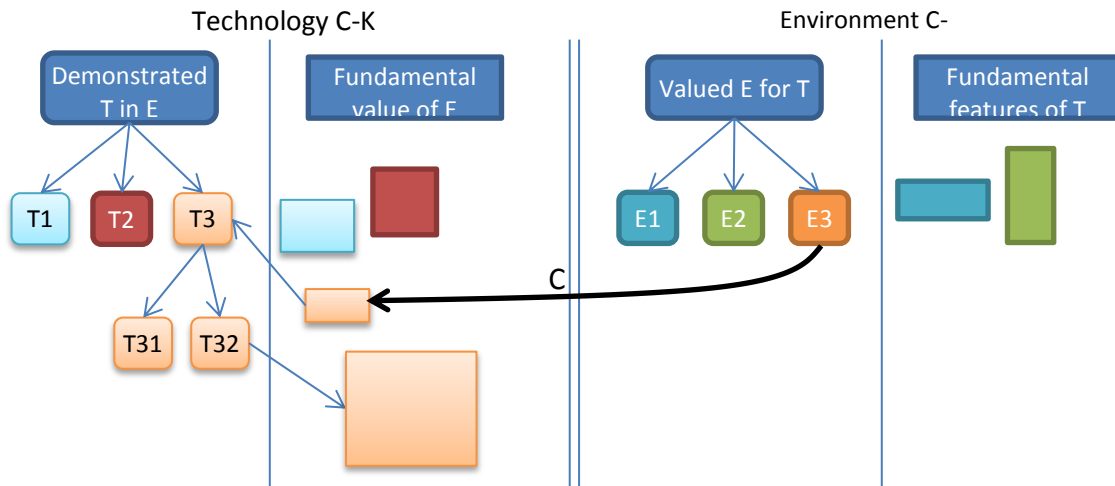 Technology C-K
Environment C-
Demonstrated
T in E
Fundamental
value of E
Valued E for T
Fundamental
features of T
T1
T2
T3
E1
E2
E3
C
T31
T32